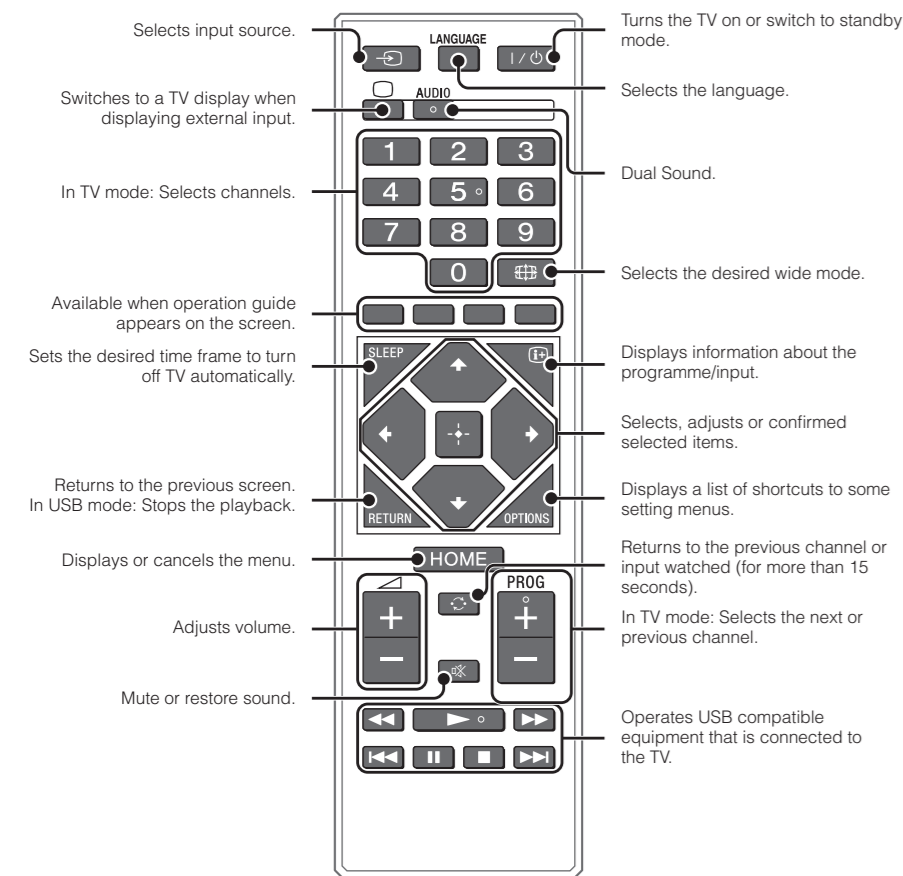 Selects input source.
LANGUAGE
Turns the TV on or switch to standby
mode.
Selects the language.
Switches to a TV display when
displaying external input.
AUDIO
1 2 3
4 5 6
7 8 9
0
In TV mode: Selects channels.
Dual Sound.
Selects the desired wide mode.
Available when operation guide
appears on the screen.
Sets the desired time frame to turn
off TV automatically.
SLEEP
i+
Displays information about the
programme/input.
Selects, adjusts or confirmed
selected items.
Returns to the previous screen.
In USB mode: Stops the playback.
RETURN
OPTIONS
Displays a list of shortcuts to some
setting menus.
Displays or cancels the menu.
HOME
Returns to the previous channel or
input watched (for more than 15
seconds).
PROG
+ +
− −
Adjusts volume.
In TV mode: Selects the next or
previous channel.
Mute or restore sound.
Operates USB compatible
equipment that is connected to
the TV.